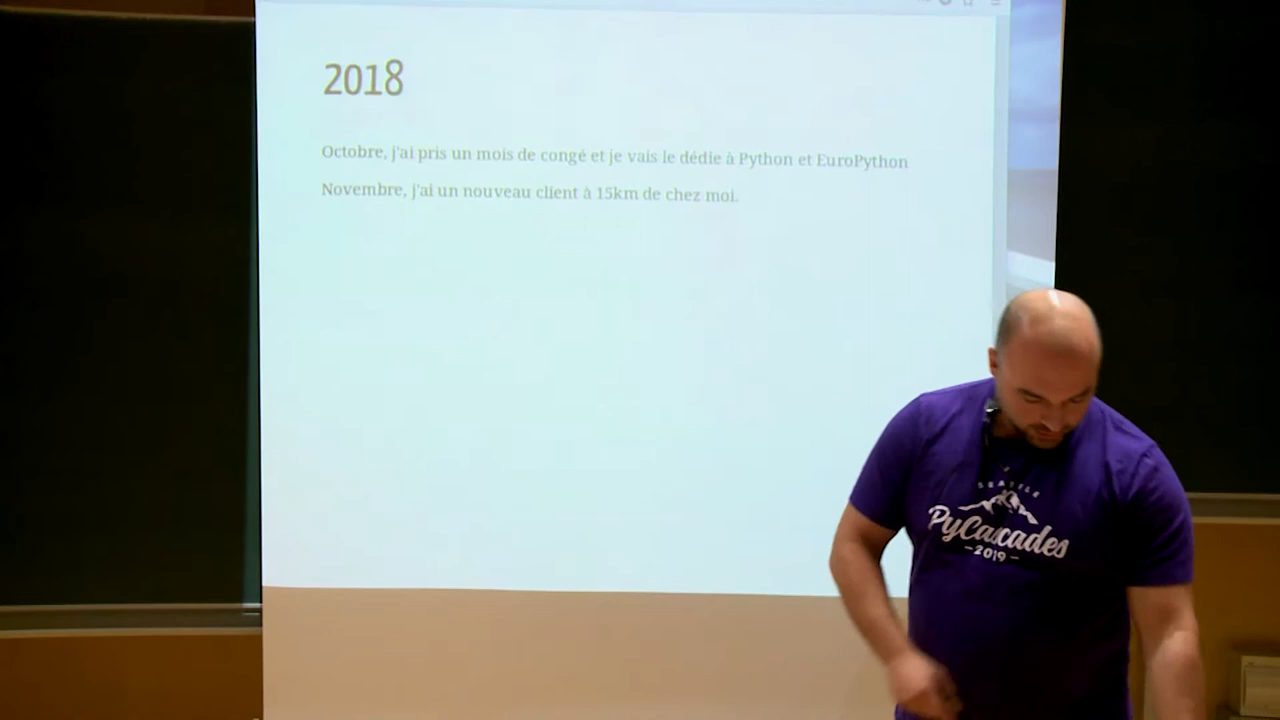 2018
Octobre, j'ai pris un mois de congé et je vais le dédie à Python et EuroPython
Novembre, j'ai un nouveau client à 15km de chez moi.
SEATTLE
PyCascades
-2019-